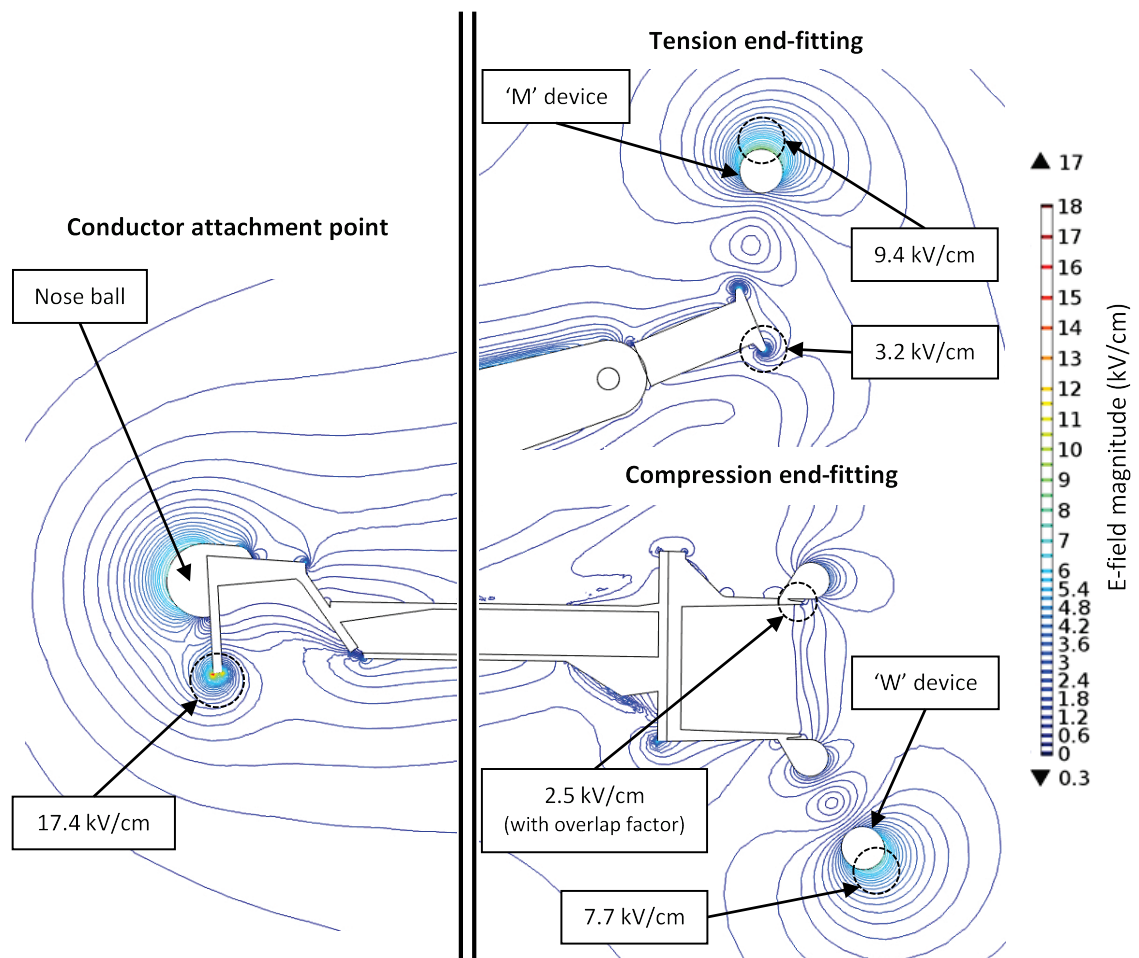 Conductor attachment point
Nose ball
17.4 kV/cm
Tension end-fitting
‘M’ device
9.4 kV/cm
3.2 kV/cm
Compression end-fitting
‘W’ device
2.5 kV/cm
(with overlap factor)
7.7 kV/cm
▲ 17
18
17
16
15
14
13
12
11
10
9
8
7
6
5.4
4.8
4.2
3.6
3
2.4
1.8
1.2
0.6
0
▼ 0.3
E-field magnitude (kV/cm)